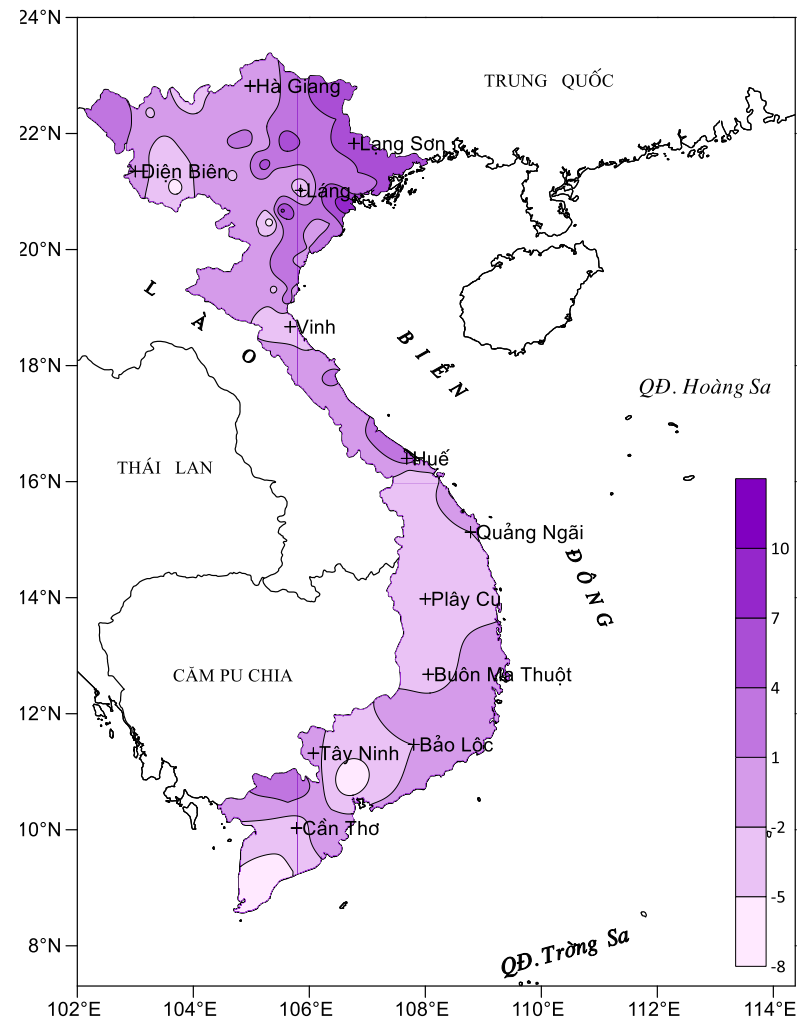 24°N
TRUNG QUỐC
Hà Giang
22°N
Lạng Sơn
Điện Biên
Láng
20°N
LÀO
Vinh
BIỂN
18°N
QĐ. Hoàng Sa
THÁI LAN
Huế
16°N
Quảng Ngãi
ĐÔNG
10
14°N
Plây Cu
7
CĂM PU CHIA
Buôn Ma Thuột
4
12°N
Bảo Lộc
Tây Ninh
1
10°N
Cần Thơ
-2
-5
8°N
QĐ. Trờng Sa
-8
102°E
104°E
106°E
108°E
110°E
112°E
114°E